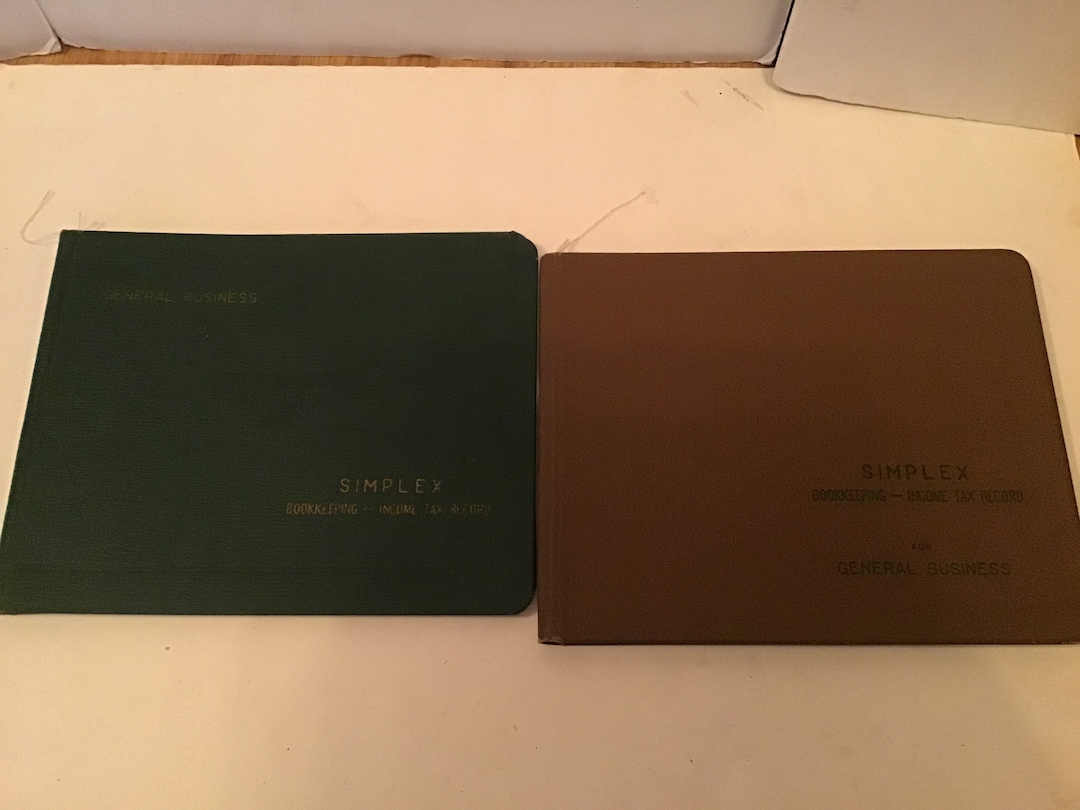 GENERAL BUSINESS
SIMPLEX
BOOKKEEPING — INCOME TAX RECORD
SIMPLEX
BOOKKEEPING — INCOME TAX RECORD
FOR
GENERAL BUSINESS